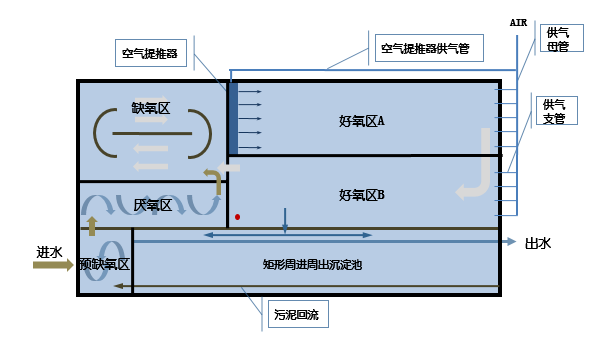 AIR
供气
母管
空气提推器
空气提推器供气管
缺氧区
好氧区A
供气
支管
厌氧区
好氧区B
进水
预缺氧区
矩形周进周出沉淀池
出水
污泥回流